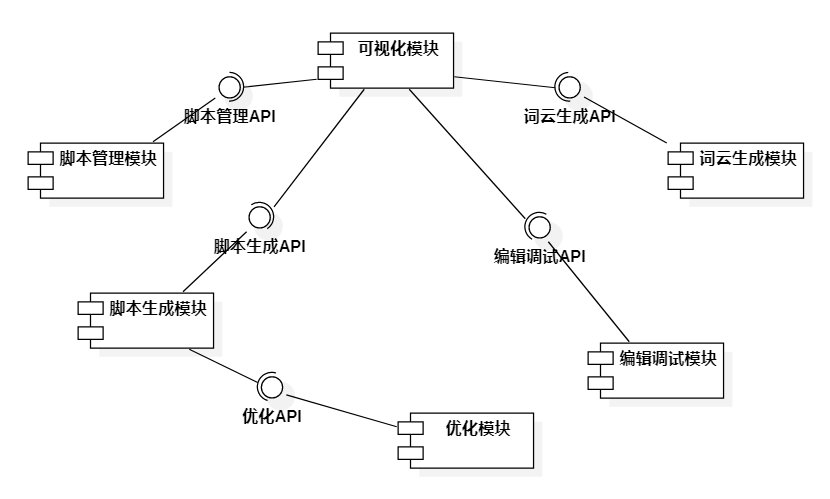 可视化模块
脚本管理API
词云生成API
脚本管理模块
词云生成模块
脚本生成API
编辑调试API
脚本生成模块
编辑调试模块
优化API
优化模块